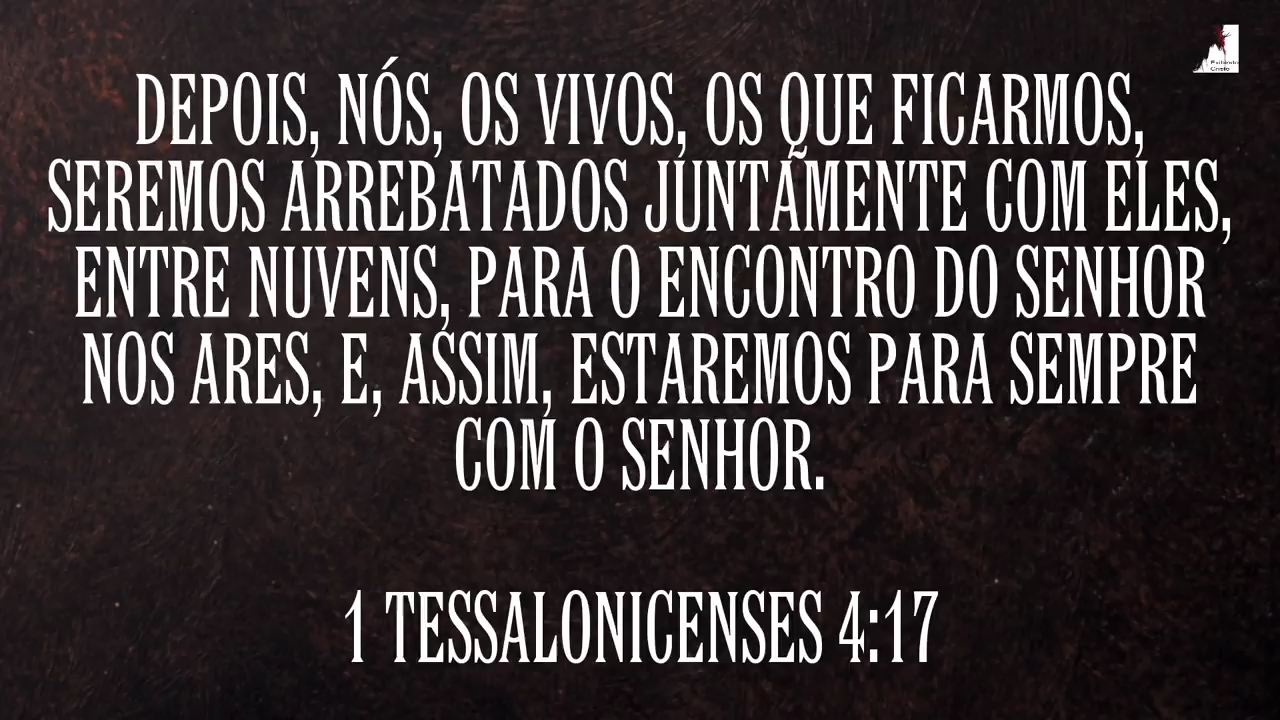 DEPOIS, NÓS, OS VIVOS, OS QUE FICARMOS,
SEREMOS ARREBATADOS JUNTAMENTE COM ELES,
ENTRE NUVENS, PARA O ENCONTRO DO SENHOR
NOS ARES, E, ASSIM, ESTAREMOS PARA SEMPRE
COM O SENHOR.
1 TESSALONICENSES 4:17
Cristo